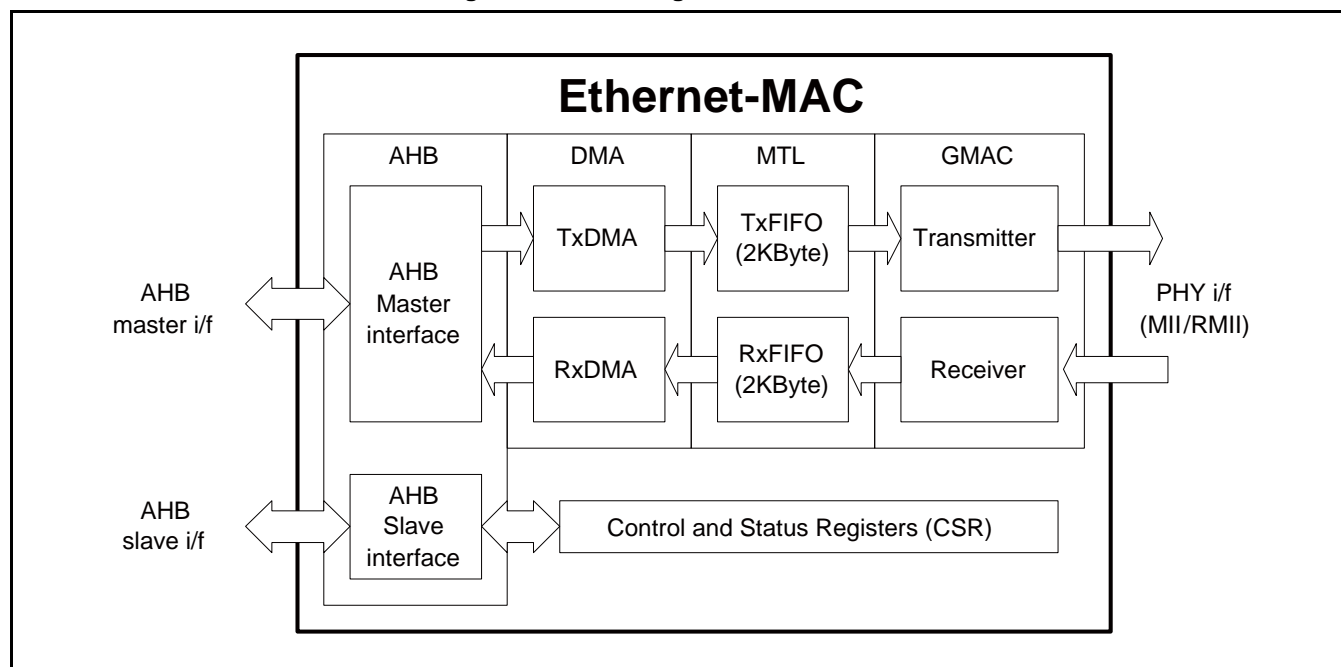 Ethernet-MAC
AHB
DMA
MTL
GMAC
AHB
Master
interface
TxDMA
TxFIFO
(2KByte)
Transmitter
RxDMA
RxFIFO
(2KByte)
Receiver
AHB
master i/f
PHY i/f
(MII/RMII)
AHB
slave i/f
AHB
Slave
interface
Control and Status Registers (CSR)